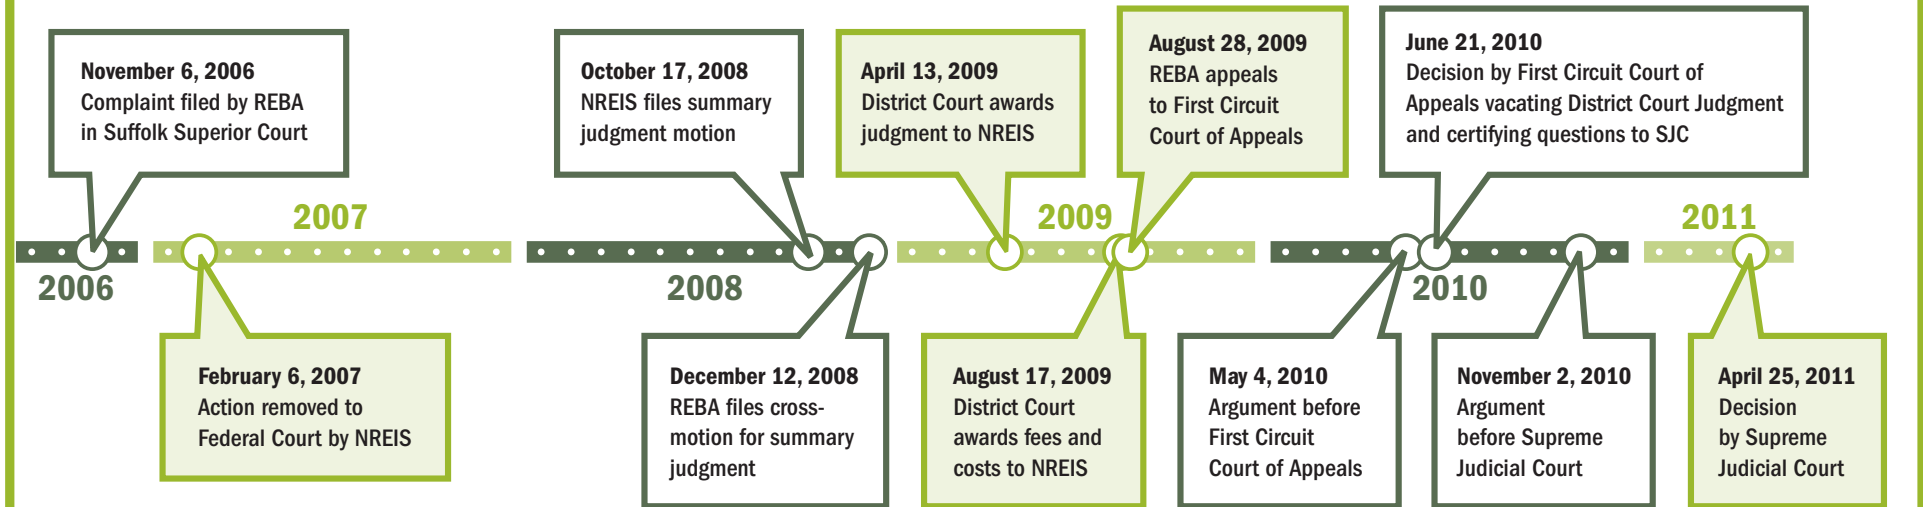 November 6, 2006
Complaint filed by REBA
in Suffolk Superior Court
October 17, 2008
NREIS files summary
judgment motion
April 13, 2009
District Court awards
judgment to NREIS
August 28, 2009
REBA appeals
to First Circuit
Court of Appeals
June 21, 2010
Decision by First Circuit Court of
Appeals vacating District Court Judgment
and certifying questions to SJC
2006
2007
2008
2009
2010
2011
February 6, 2007
Action removed to
Federal Court by NREIS
December 12, 2008
REBA files cross-
motion for summary
judgment
August 17, 2009
District Court
awards fees and
costs to NREIS
May 4, 2010
Argument before
First Circuit
Court of Appeals
November 2, 2010
Argument
before Supreme
Judicial Court
April 25, 2011
Decision
by Supreme
Judicial Court